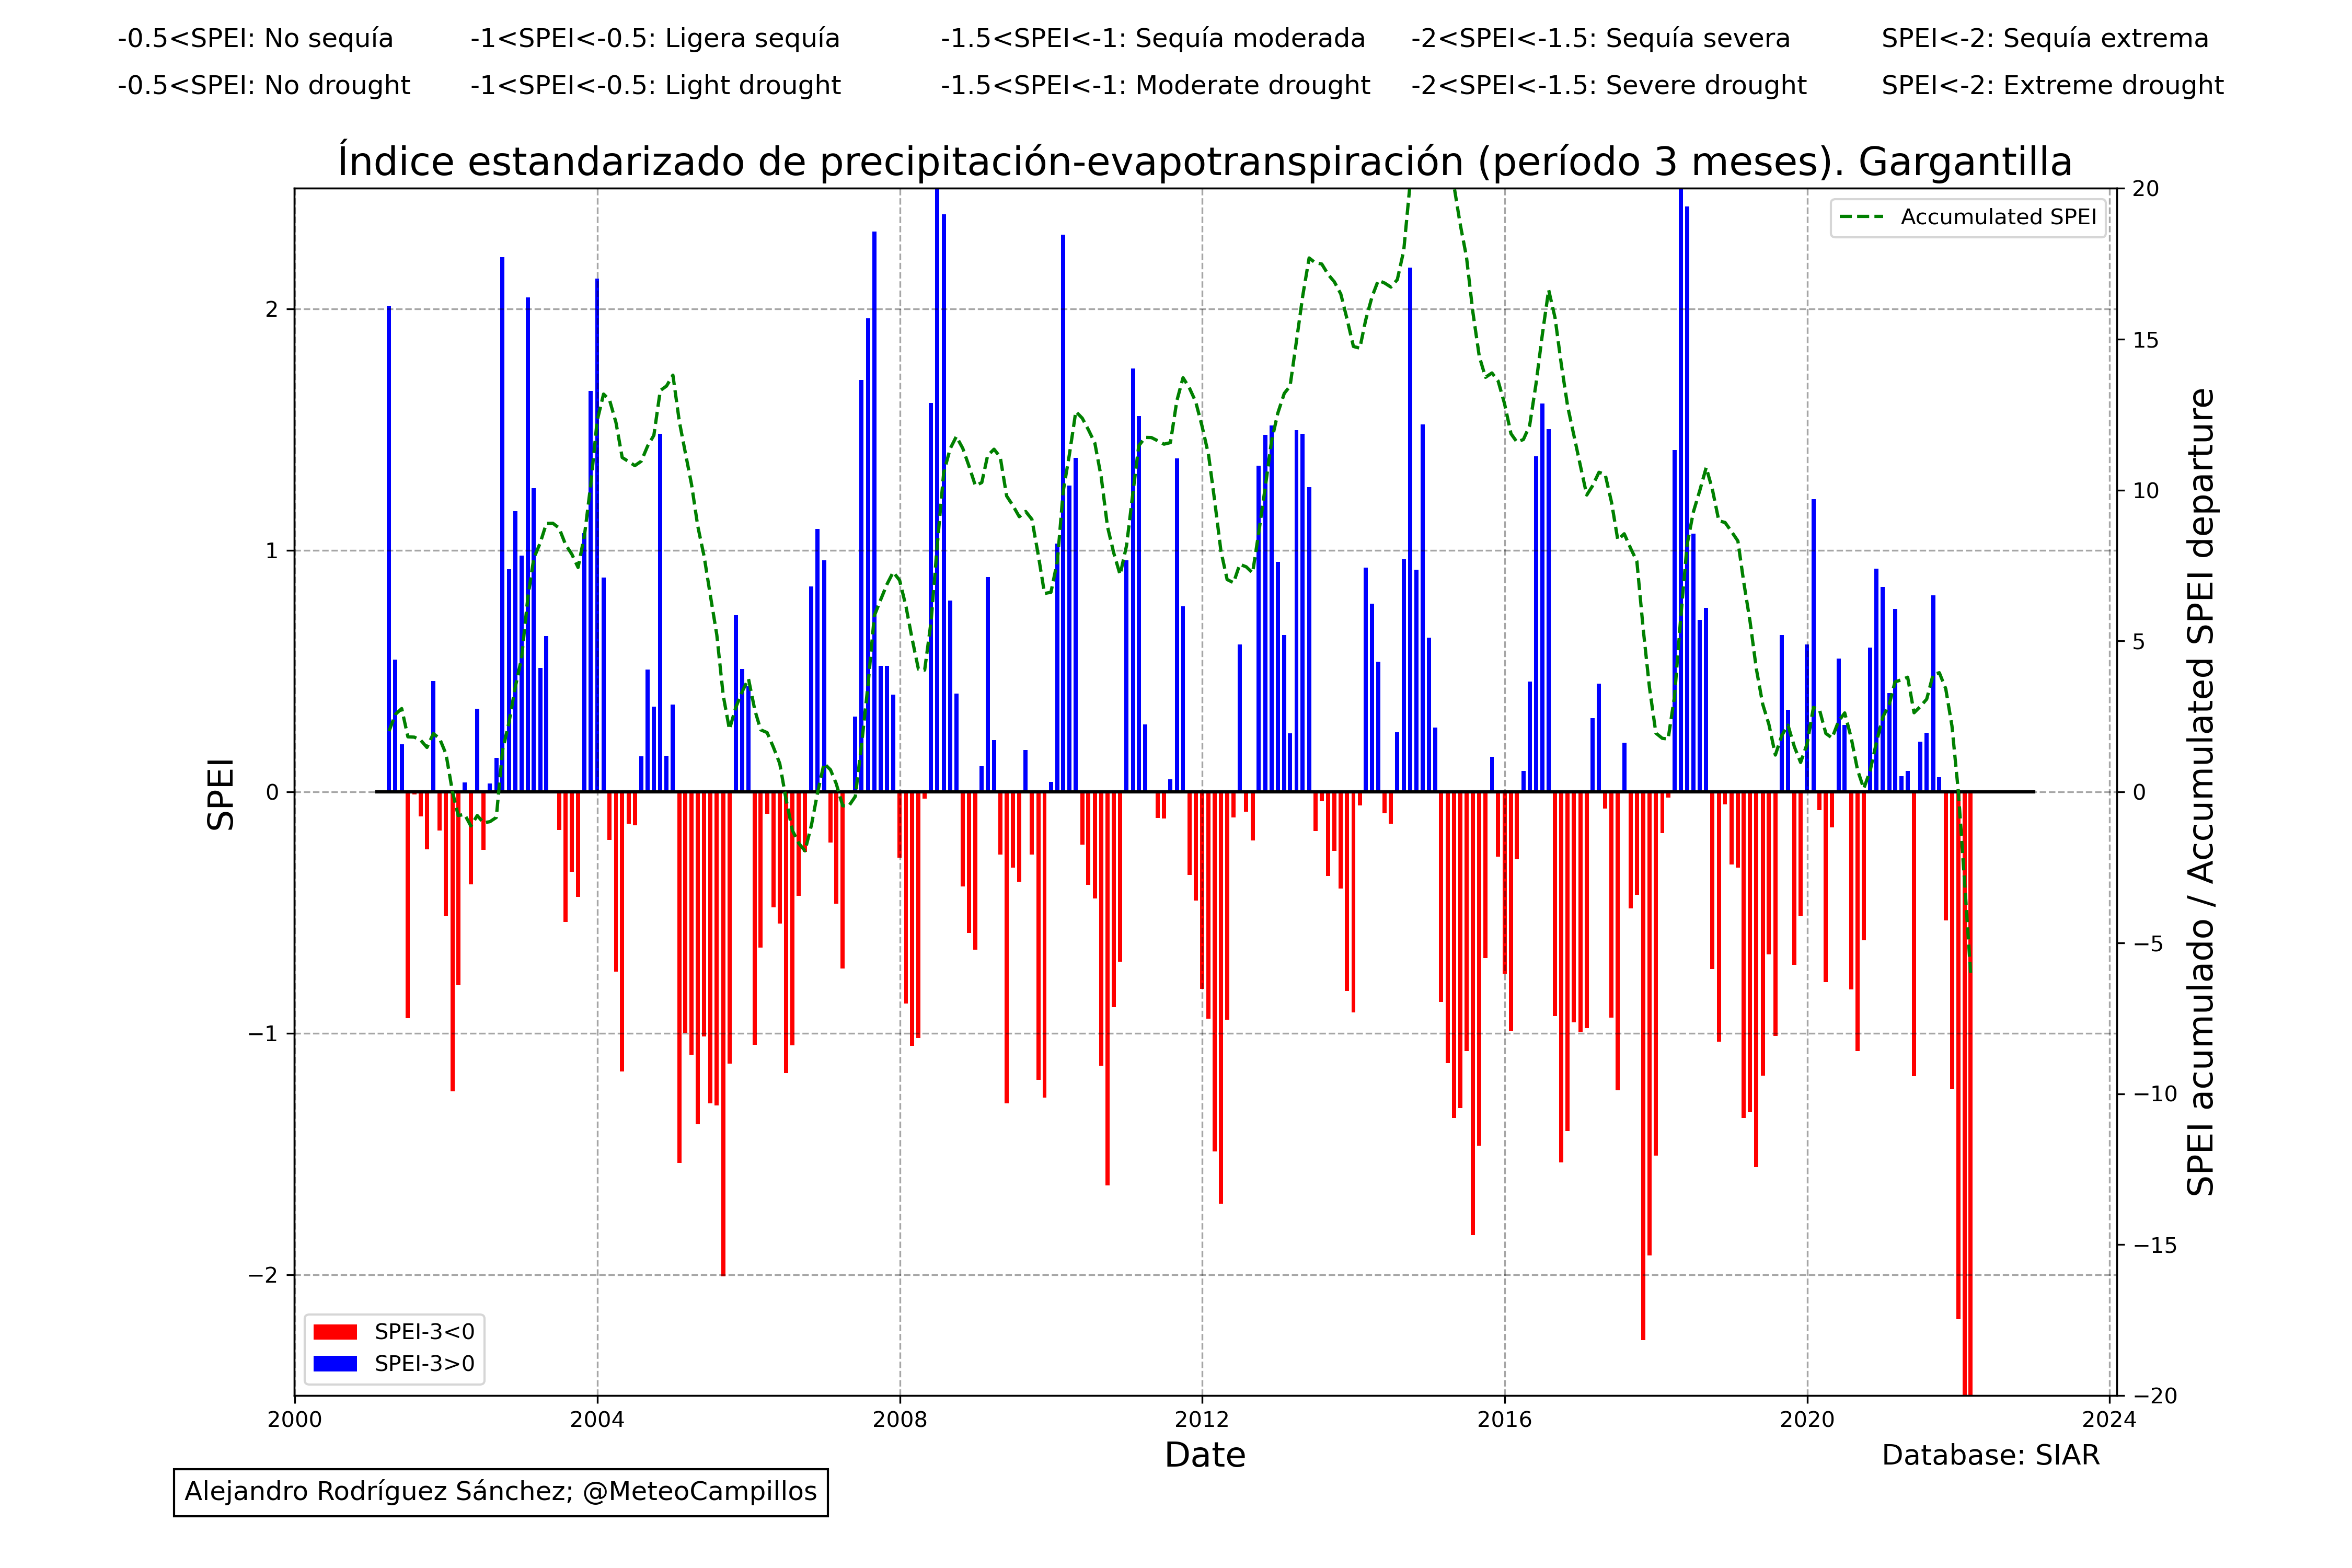 -0.5<SPEI: No sequía -1<SPEI<-0.5: Ligera sequía -1.5<SPEI<-1: Sequía moderada -2<SPEI<-1.5: Sequía severa SPEI<-2: Sequía extrema
-0.5<SPEI: No drought -1<SPEI<-0.5: Light drought -1.5<SPEI<-1: Moderate drought -2<SPEI<-1.5: Severe drought SPEI<-2: Extreme drought
Índice estandarizado de precipitación-evapotranspiración (período 3 meses). Gargantilla
Accumulated SPEI
SPEI
2
1
0
−1
−2
20
15
10
5
0
−5
−10
−15
−20
SPEI acumulado / Accumulated SPEI departure
SPEI-3<0
SPEI-3>0
2000 2004 2008 2012 2016 2020 2024
Date
Database: SIAR
Alejandro Rodríguez Sánchez; @MeteoCampillos